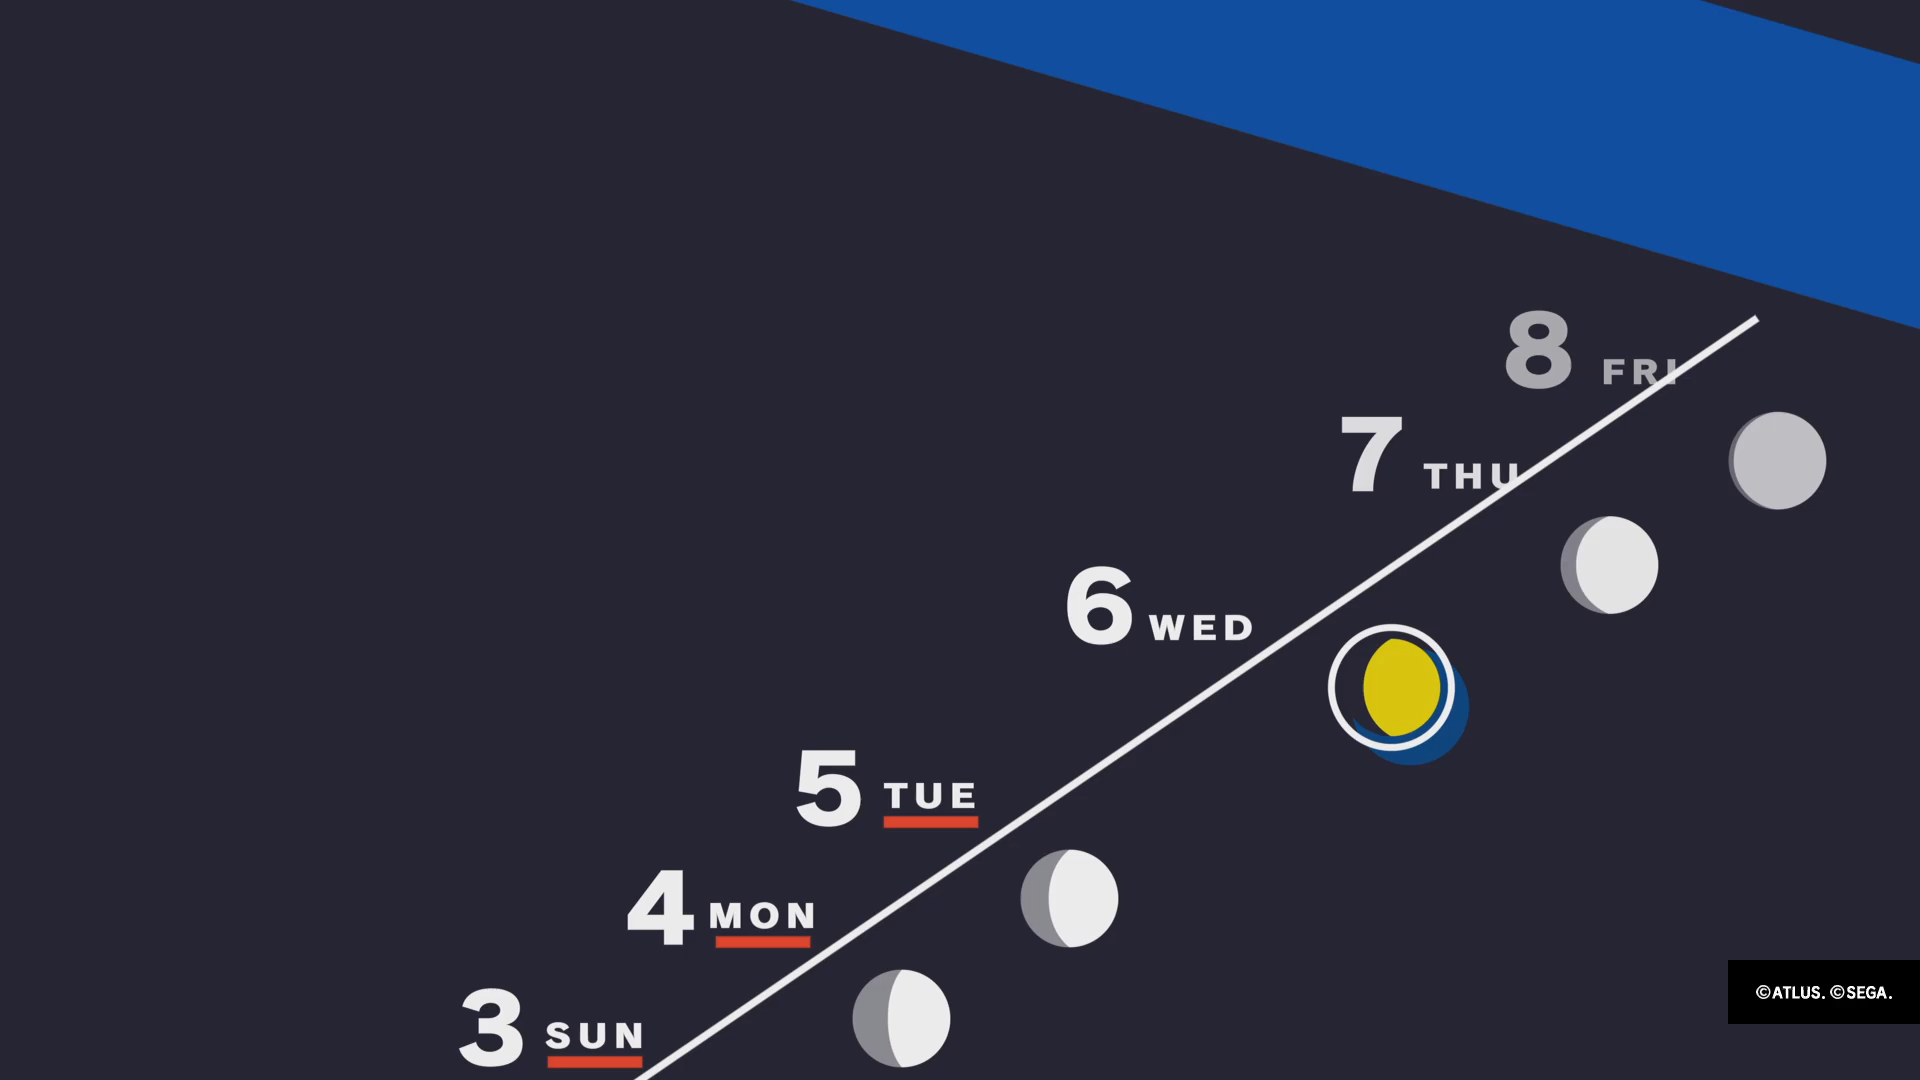 8 FRI
7 THU
6 WED
5 TUE
4 MON
3 SUN
©ATLUS. ©SEGA.